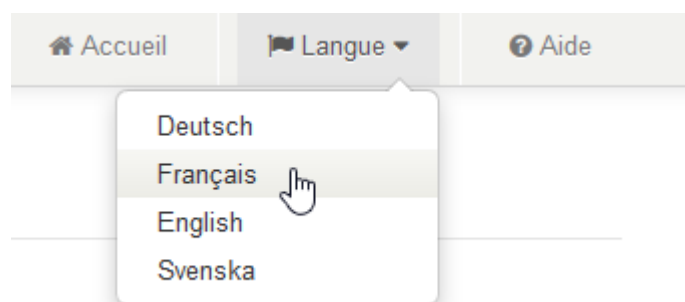 Accueil Langue Aide
Deutsch
Français
English
Svenska